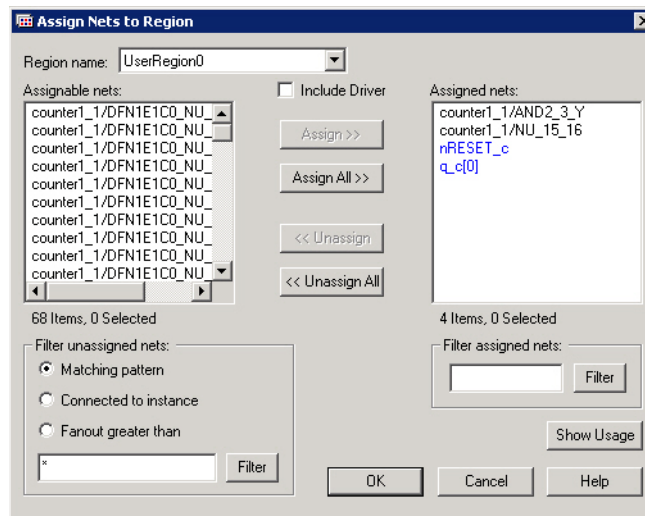 Assign Nets to Region
Region name: UserRegion0
Assignable nets:
Include Driver
Assigned nets:
counter1_1/DFN1E1C0_NU_
counter1_1/DFN1E1C0_NU_
counter1_1/DFN1E1C0_NU_
counter1_1/DFN1E1C0_NU_
counter1_1/DFN1E1C0_NU_
counter1_1/DFN1E1C0_NU_
counter1_1/DFN1E1C0_NU_
counter1_1/DFN1E1C0_NU_
counter1_1/DFN1E1C0_NU_
counter1_1/DFN1E1C0_NU_
Assign >>
Assign All >>
<< Unassign
<< Unassign All
counter1_1/AND2_3_Y
counter1_1/NU_15_16
nRESET_c
q_c[0]
68 Items, 0 Selected
4 Items, 0 Selected
Filter unassigned nets:
Matching pattern
Connected to instance
Fanout greater than
*
Filter
Filter assigned nets:
Filter
Show Usage
OK
Cancel
Help